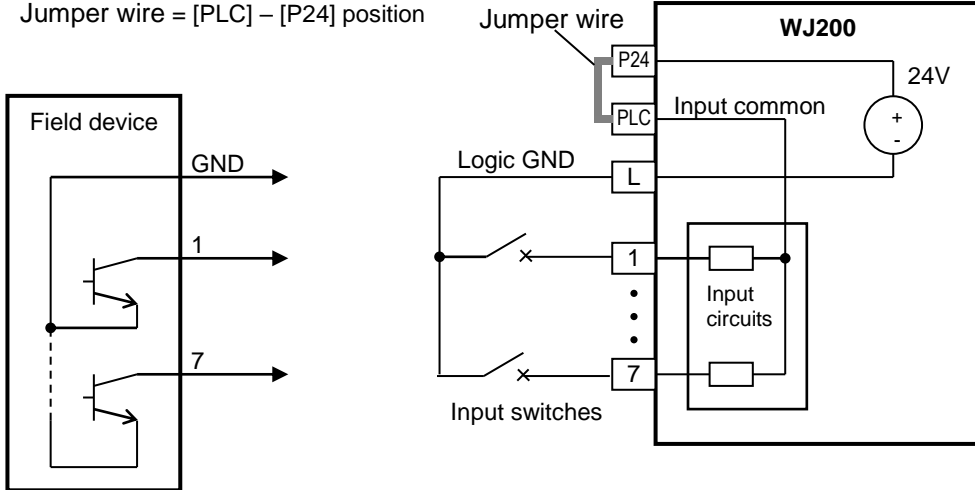 Jumper wire = [PLC] – [P24] position
Jumper wire
WJ200
P24
24V
PLC
Input common
+
-
Field device
GND
Logic GND
L
1
1
Input
circuits
7
7
Input switches